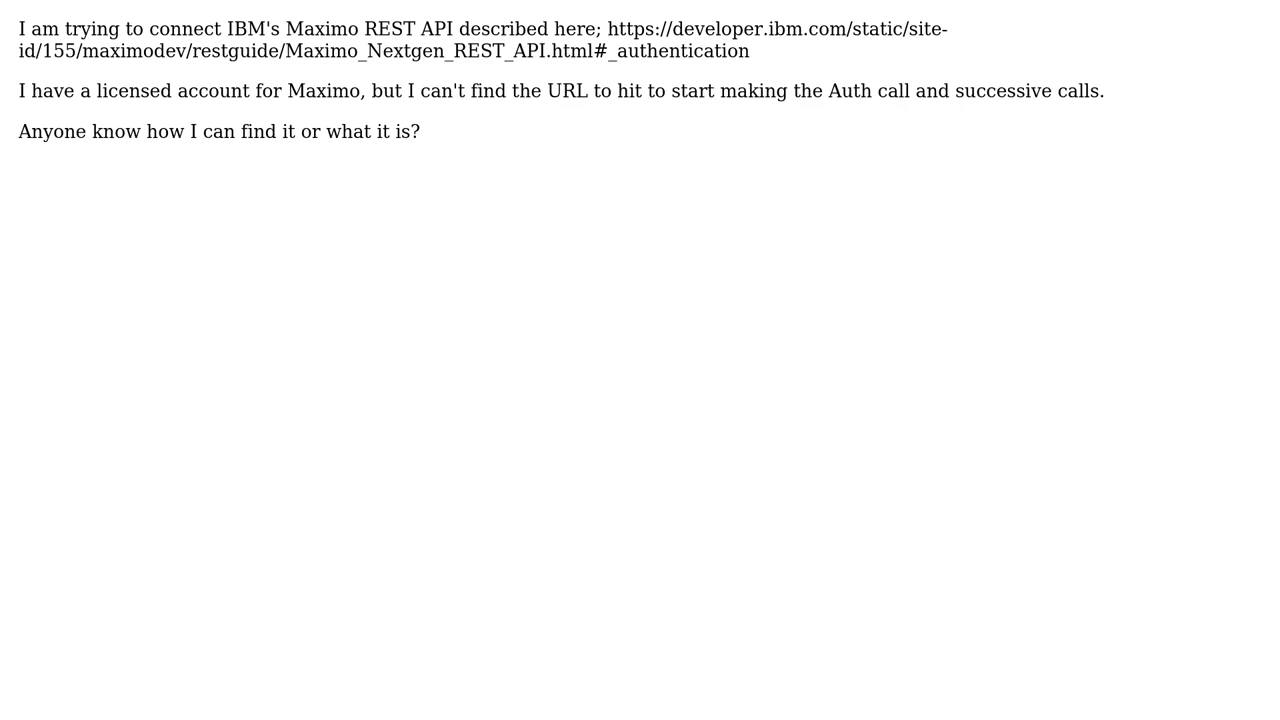 I am trying to connect IBM's Maximo REST API described here; https://developer.ibm.com/static/site-
id/155/maximodev/restguide/Maximo_Nextgen_REST_API.html#_authentication
I have a licensed account for Maximo, but I can't find the URL to hit to start making the Auth call and successive calls.
Anyone know how I can find it or what it is?